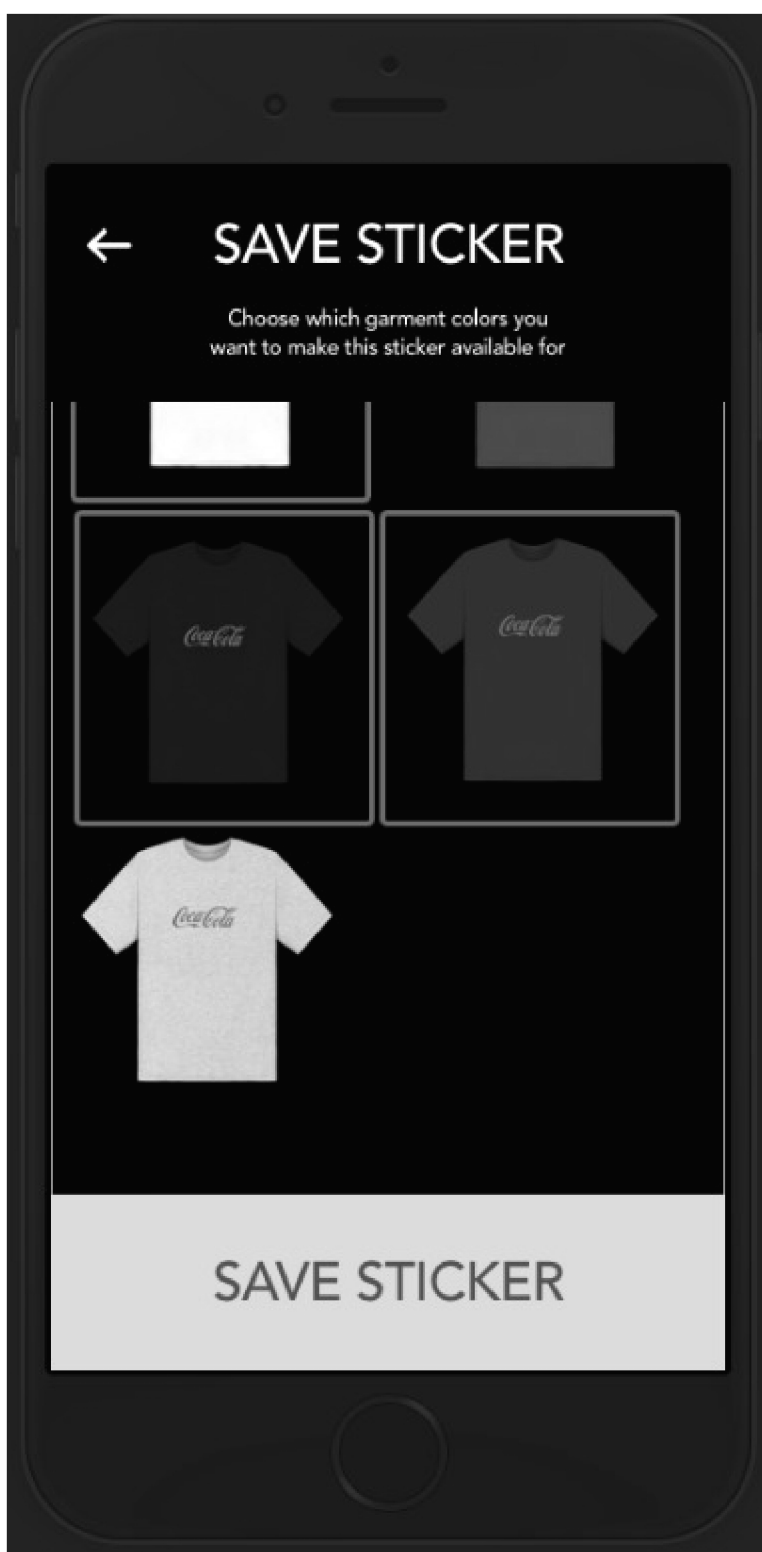 SAVE STICKER
Choose which garment colors you
want to make this sticker available for
Coca-Cola
Coca-Cola
Coca-Cola
SAVE STICKER